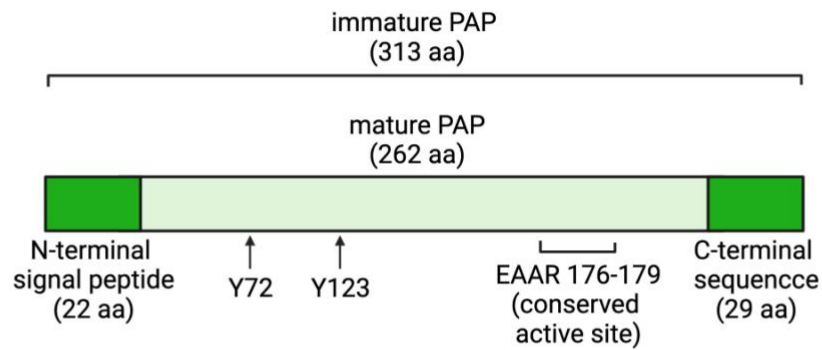 immature PAP
(313 aa)
mature PAP
(262 aa)
N-terminal
signal peptide
(22 aa)
Y72
Y123
EAAR 176-179
(conserved
active site)
C-terminal
sequencce
(29 aa)